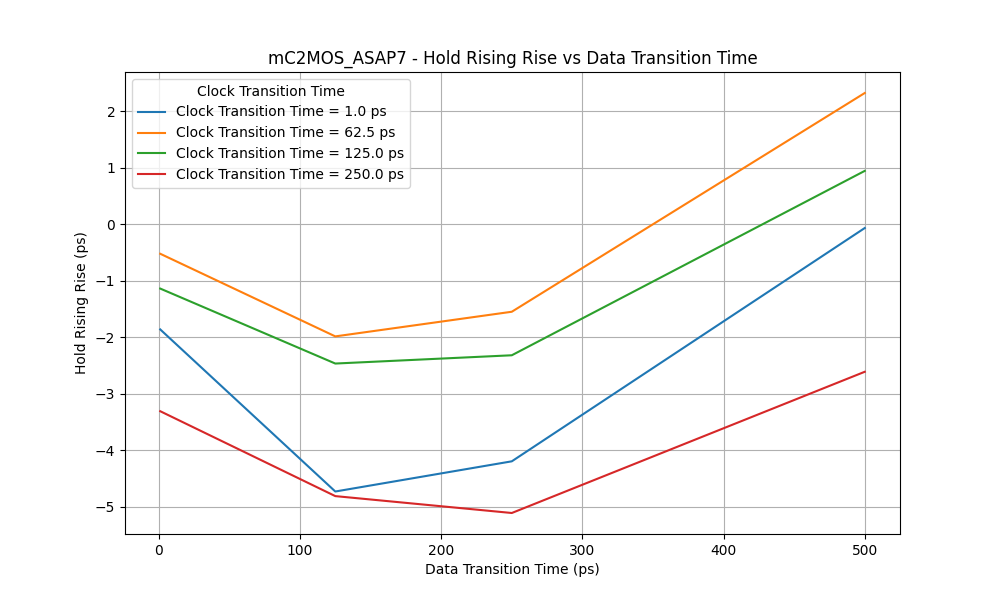 mC2MOS_ASAP7 - Hold Rising Rise vs Data Transition Time
Clock Transition Time
Clock Transition Time = 1.0 ps
Clock Transition Time = 62.5 ps
Clock Transition Time = 125.0 ps
Clock Transition Time = 250.0 ps
Hold Rising Rise (ps)
2
1
0
−1
−2
−3
−4
−5
0 100 200 300 400 500
Data Transition Time (ps)